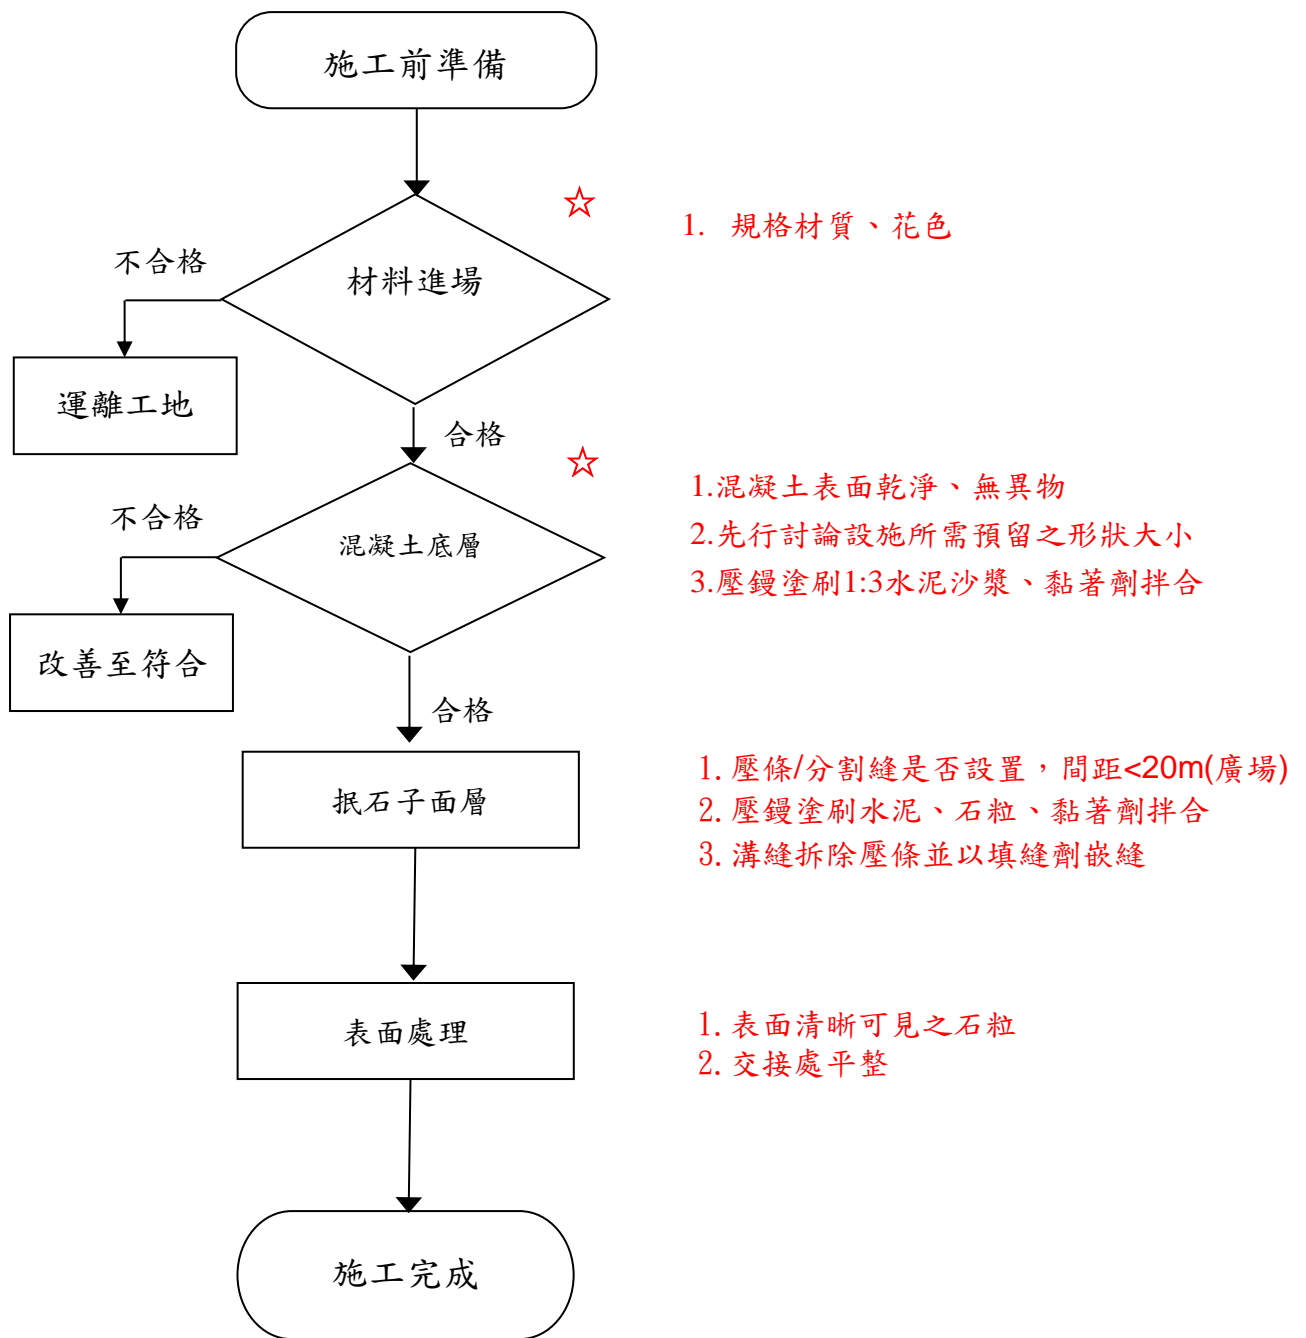 施工前準備
☆
1. 規格材質、花色
不合格
材料進場
運離工地
合格
☆
1.混凝土表面乾淨、無異物
不合格
2.先行討論設施所需預留之形狀大小
混凝土底層
3.壓鏝塗刷1:3水泥沙漿、黏著劑拌合
改善至符合
合格
1. 壓條/分割縫是否設置，間距<20m(廣場)
抿石子面層
2. 壓鏝塗刷水泥、石粒、黏著劑拌合
3. 溝縫拆除壓條並以填縫劑嵌縫
表面處理
1. 表面清晰可見之石粒
2. 交接處平整
施工完成